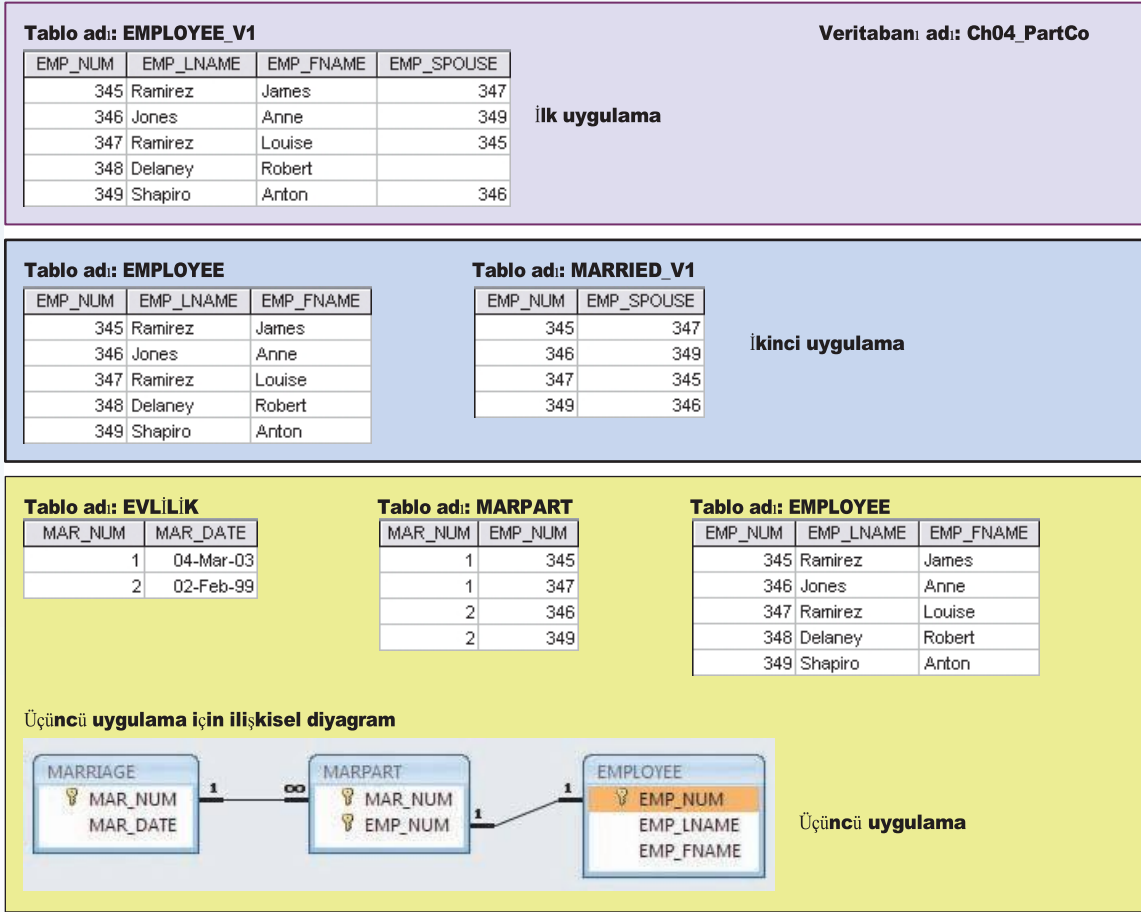 Tablo adı: EMPLOYEE_V1
Veritabanı adı: Ch04_PartCo
EMP_NUM EMP_LNAME EMP_FNAME EMP_SPOUSE
345 Ramirez James 347
346 Jones Anne 349
347 Ramirez Louise 345
348 Delaney Robert
349 Shapiro Anton 346
İlk uygulama
Tablo adı: EMPLOYEE
EMP_NUM EMP_LNAME EMP_FNAME
345 Ramirez James
346 Jones Anne
347 Ramirez Louise
348 Delaney Robert
349 Shapiro Anton
Tablo adı: MARRIED_V1
EMP_NUM EMP_SPOUSE
345 347
346 349
347 345
349 346
İkinci uygulama
Tablo adı: EVLİLİK
MAR_NUM MAR_DATE
1 04-Mar-03
2 02-Feb-99
Tablo adı: MARPART
MAR_NUM EMP_NUM
1 345
1 347
2 346
2 349
Tablo adı: EMPLOYEE
EMP_NUM EMP_LNAME EMP_FNAME
345 Ramirez James
346 Jones Anne
347 Ramirez Louise
348 Delaney Robert
349 Shapiro Anton
Üçüncü uygulama için ilişkisel diyagram
MARRIAGE
MAR_NUM
MAR_DATE
1 ∞
MARPART
MAR_NUM
EMP_NUM
1 1
EMPLOYEE
EMP_NUM
EMP_LNAME
EMP_FNAME
Üçüncü uygulama